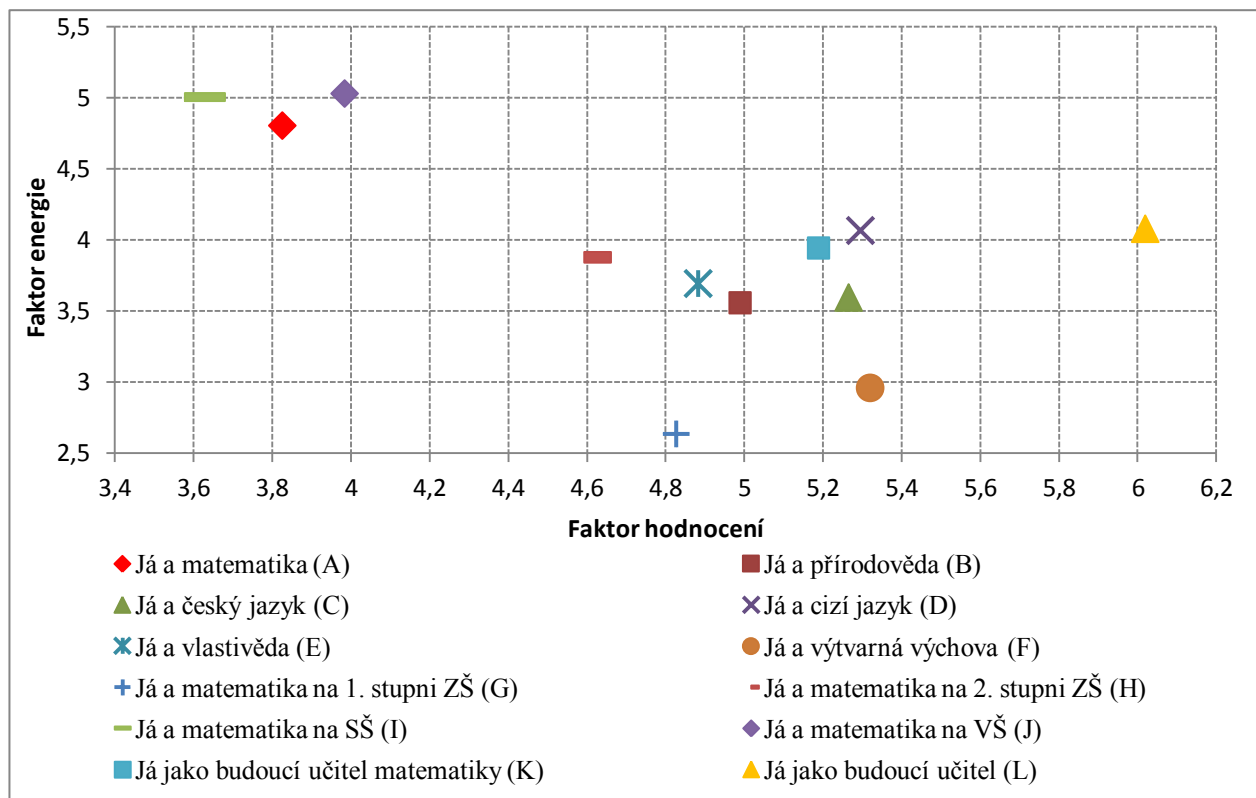 Faktor energie
5,5
5
4,5
4
3,5
3
2,5
3,4 3,6 3,8 4 4,2 4,4 4,6 4,8 5 5,2 5,4 5,6 5,8 6 6,2
Faktor hodnocení
Já a matematika (A) Já a přírodověda (B)
Já a český jazyk (C) Já a cizí jazyk (D)
Já a vlastivěda (E) Já a výtvarná výchova (F)
Já a matematika na 1. stupni ZŠ (G) Já a matematika na 2. stupni ZŠ (H)
Já a matematika na SŠ (I) Já a matematika na VŠ (J)
Já jako budoucí učitel matematiky (K) Já jako budoucí učitel (L)